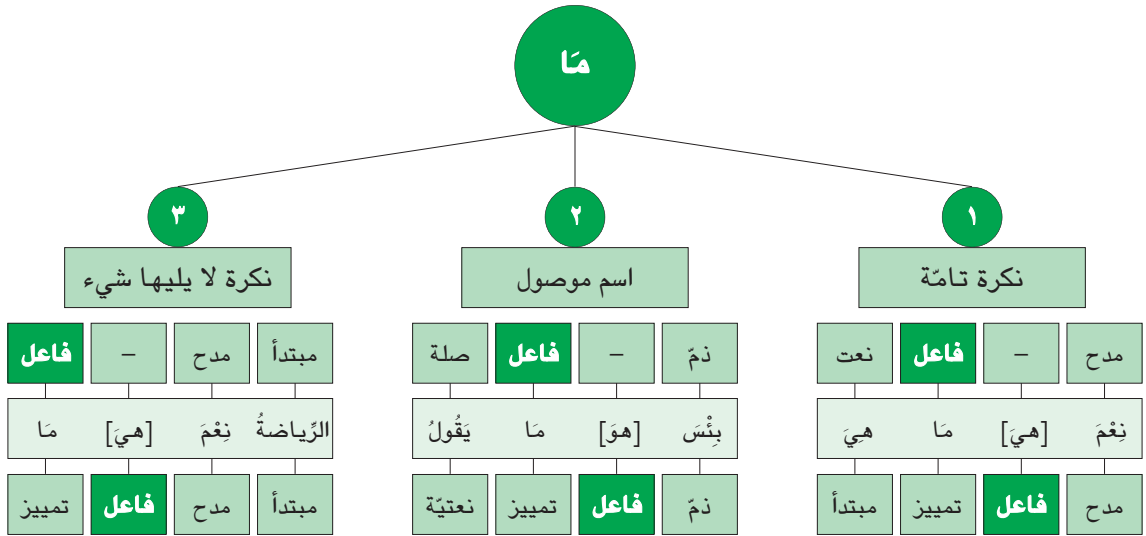 مَا
١
٢
٣
نكرة تامّة
اسم موصول
نكرة لا يليها شيء
مدح – فاعل نعت
نِعْمَ [هيَ] مَا هِيَ
مدح فاعل تمييز مبتدأ
ذمّ – فاعل صلة
بِئْسَ [هوَ] مَا يَقُولُ
ذمّ فاعل تمييز نعتيّة
مبتدأ مدح – فاعل
الرِّياضةُ نِعْمَ [هيَ] مَا
مبتدأ مدح فاعل تمييز